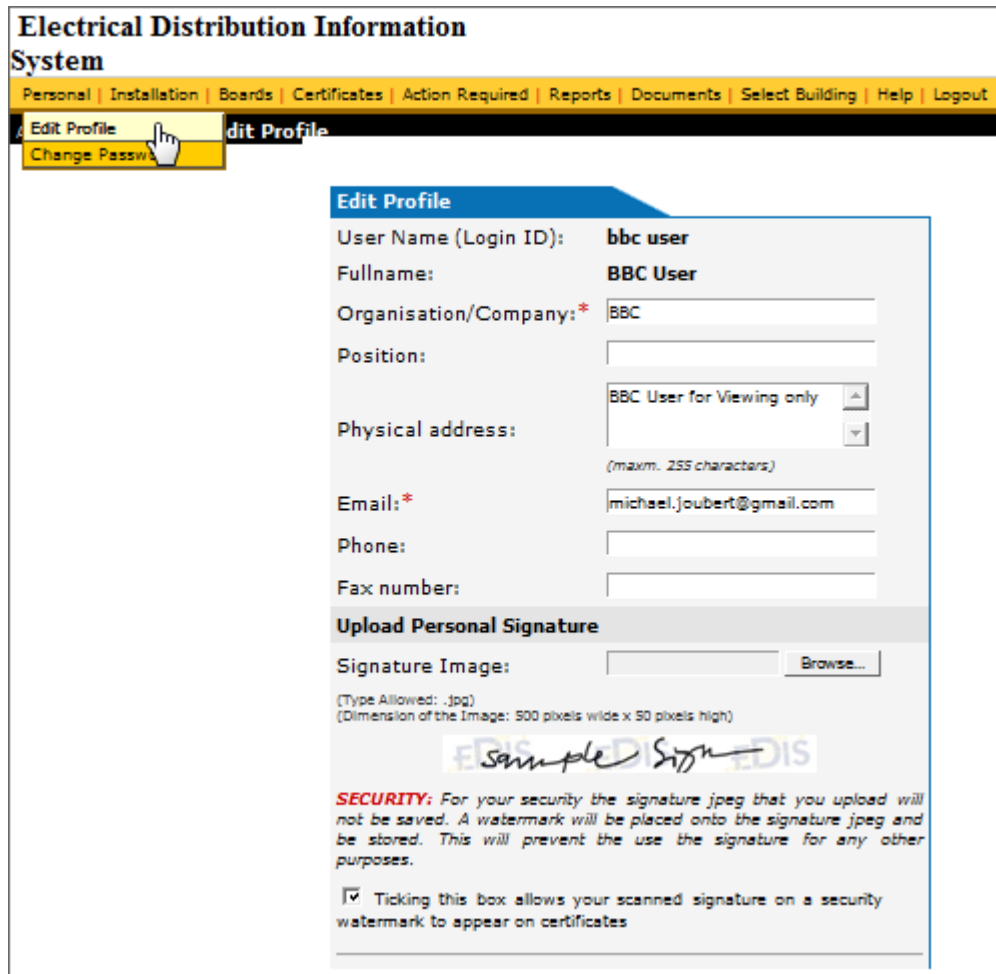 Electrical Distribution Information
System
Personal | Installation | Boards | Certificates | Action Required | Reports | Documents | Select Building | Help | Logout
Edit Profile
dit Profile
Change Passw
Edit Profile
User Name (Login ID): bbc user
Fullname: BBC User
Organisation/Company:* BBC
Position:
BBC User for Viewing only
Physical address:
(maxm. 255 characters)
Email:* michael.joubert@gmail.com
Phone:
Fax number:
Upload Personal Signature
Signature Image: Browse...
(Type Allowed: .jpg)
(Dimension of the Image: 500 pixels wide x 50 pixels high)
EDIS EDIS EDIS
Sample Sign
SECURITY: For your security the signature jpeg that you upload will
not be saved. A watermark will be placed onto the signature jpeg and
be stored. This will prevent the use the signature for any other
purposes.
Ticking this box allows your scanned signature on a security
watermark to appear on certificates